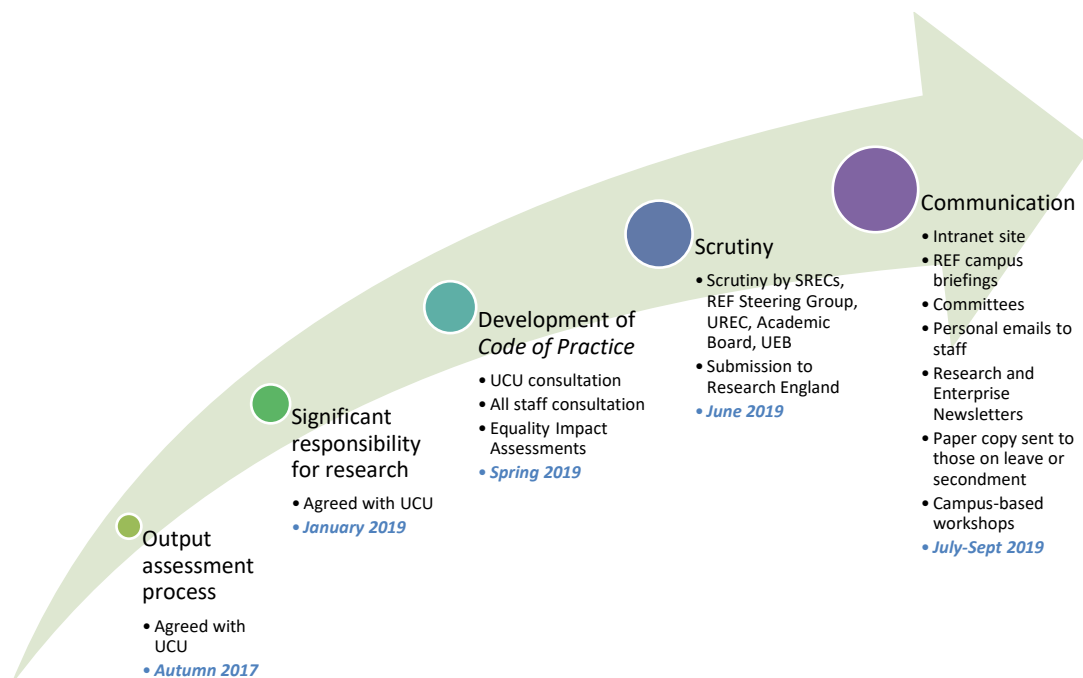 Output
assessment
process
• Agreed with
UCU
• Autumn 2017
Significant
responsibility
for research
• Agreed with UCU
• January 2019
Development of
Code of Practice
• UCU consultation
• All staff consultation
• Equality Impact
Assessments
• Spring 2019
Scrutiny
• Scrutiny by SRECs,
REF Steering Group,
UREC, Academic
Board, UEB
• Submission to
Research England
• June 2019
Communication
• Intranet site
• REF campus
briefings
• Committees
• Personal emails to
staff
• Research and
Enterprise
Newsletters
• Paper copy sent to
those on leave or
secondment
• Campus-based
workshops
• July-Sept 2019